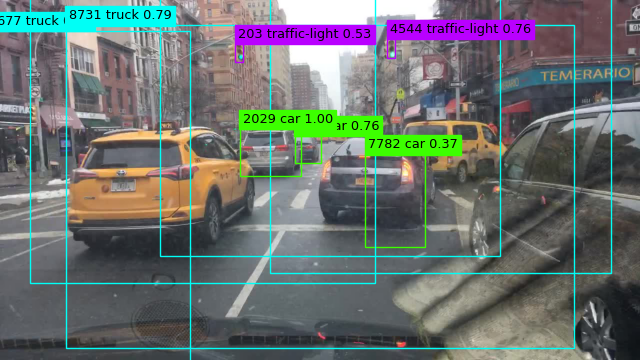 677 truck
8731 truck 0.79
203 traffic-light 0.53
4544 traffic-light 0.76
TEMERARIO
2029 car 1.00
ar 0.76
7782 car 0.37